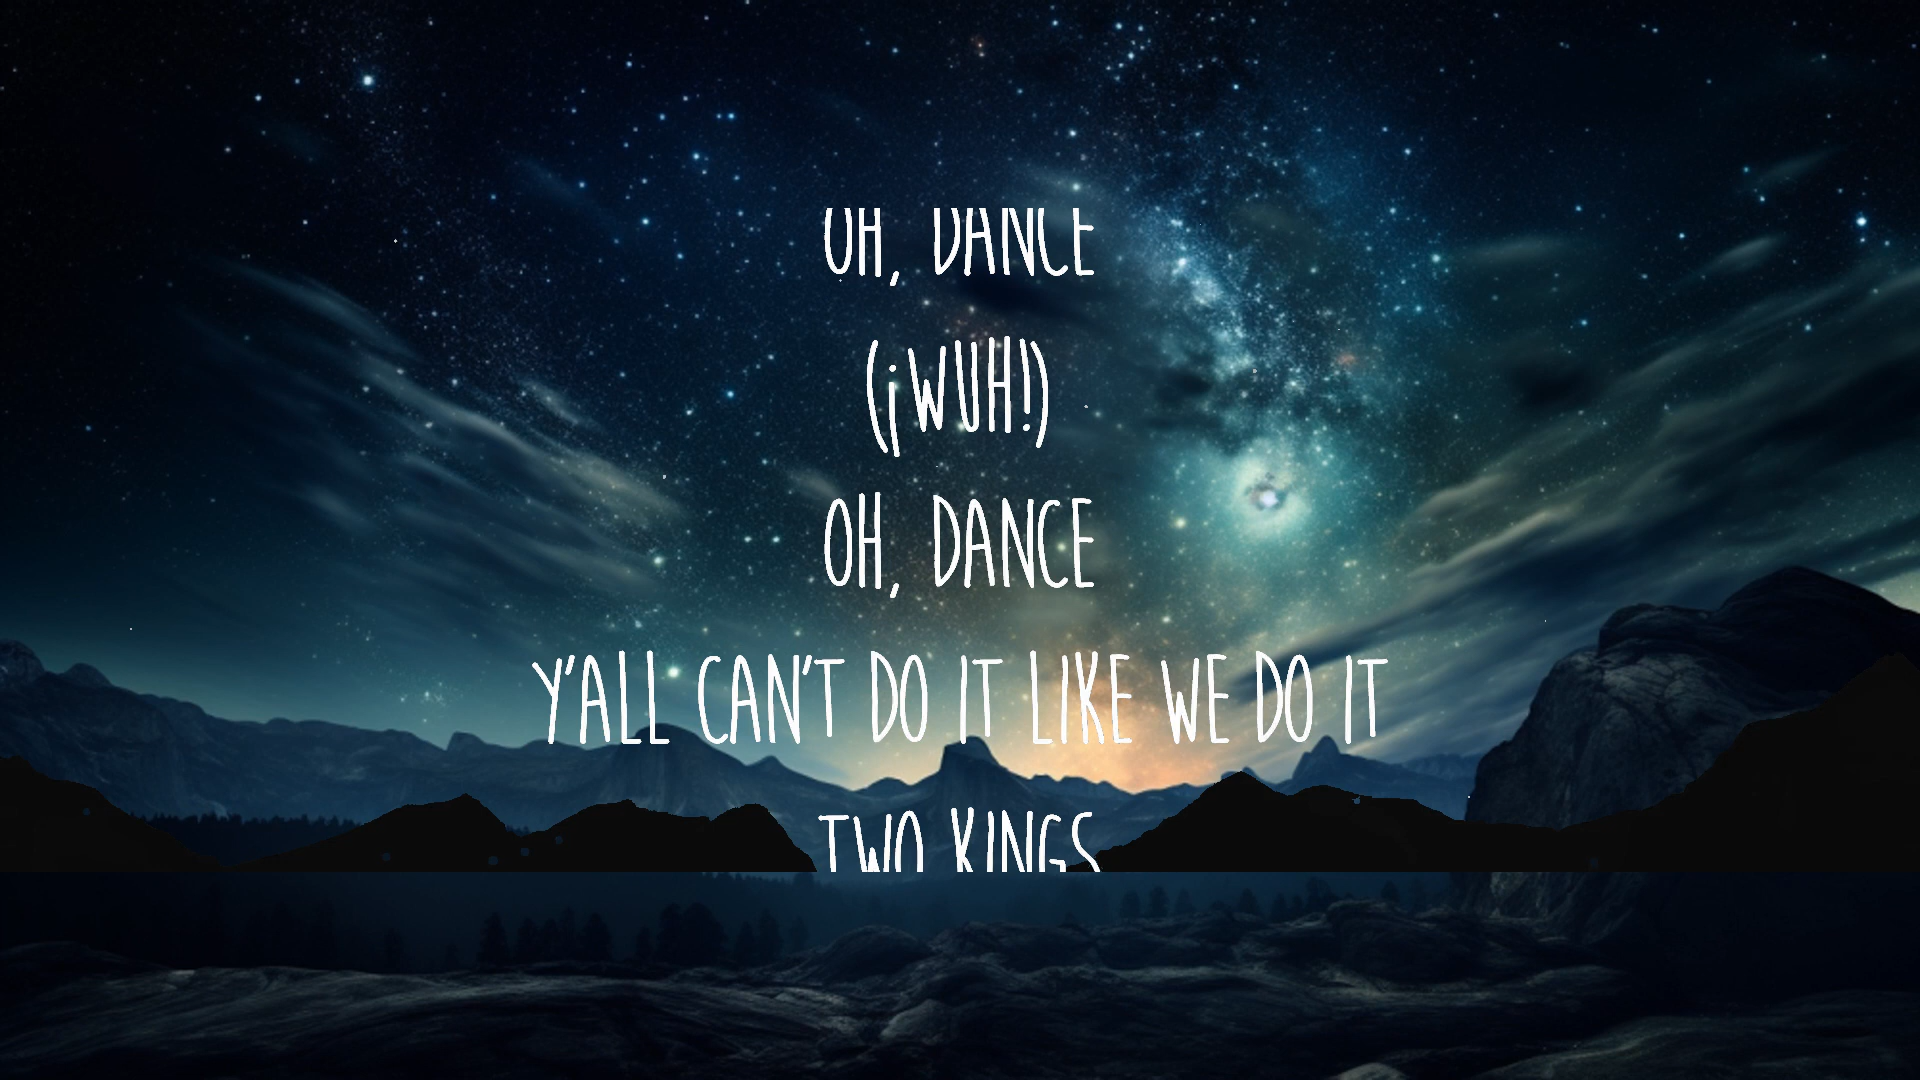 OH, DANCE
(¡WUH!)
OH, DANCE
Y'ALL CAN'T DO IT LIKE WE DO IT
TWO KINGS